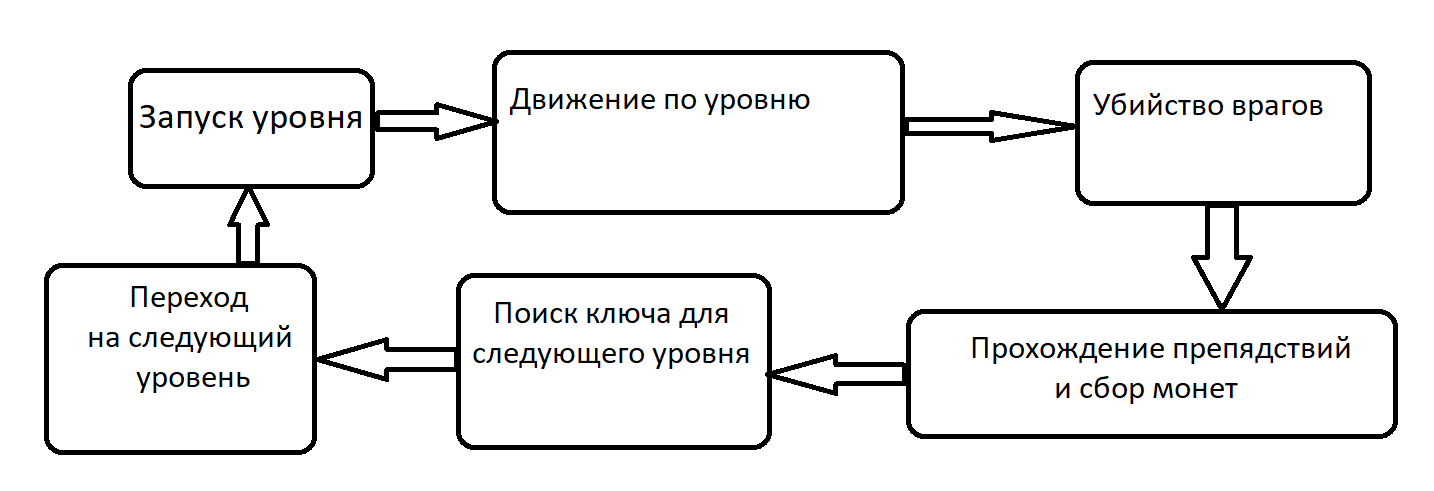 Запуск уровня
Движение по уровню
Убийство врагов
Прохождение препядствий
и сбор монет
Поиск ключа для
следующего уровня
Переход
на следующий
уровень